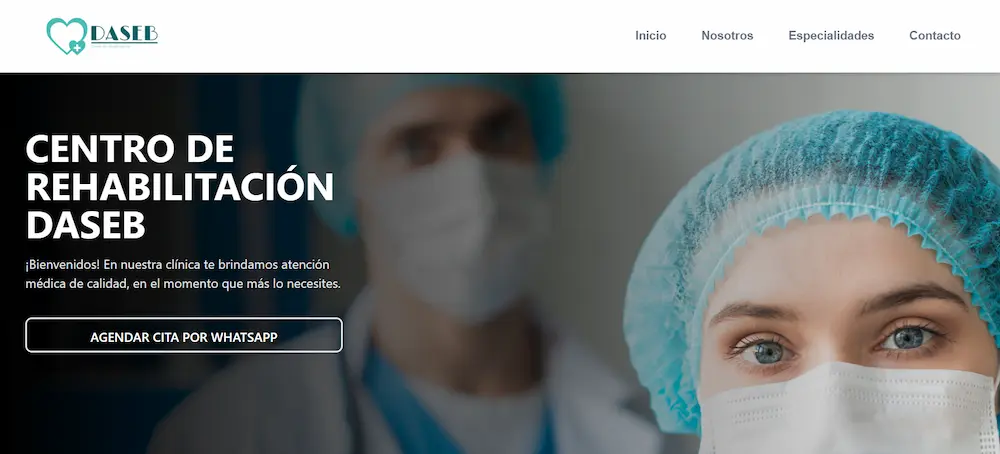 DASEB
Inicio
Nosotros
Especialidades
Contacto
CENTRO DE
REHABILITACIÓN
DASEB
¡Bienvenidos! En nuestra clínica te brindamos atención
médica de calidad, en el momento que más lo necesites.
AGENDAR CITA POR WHATSAPP